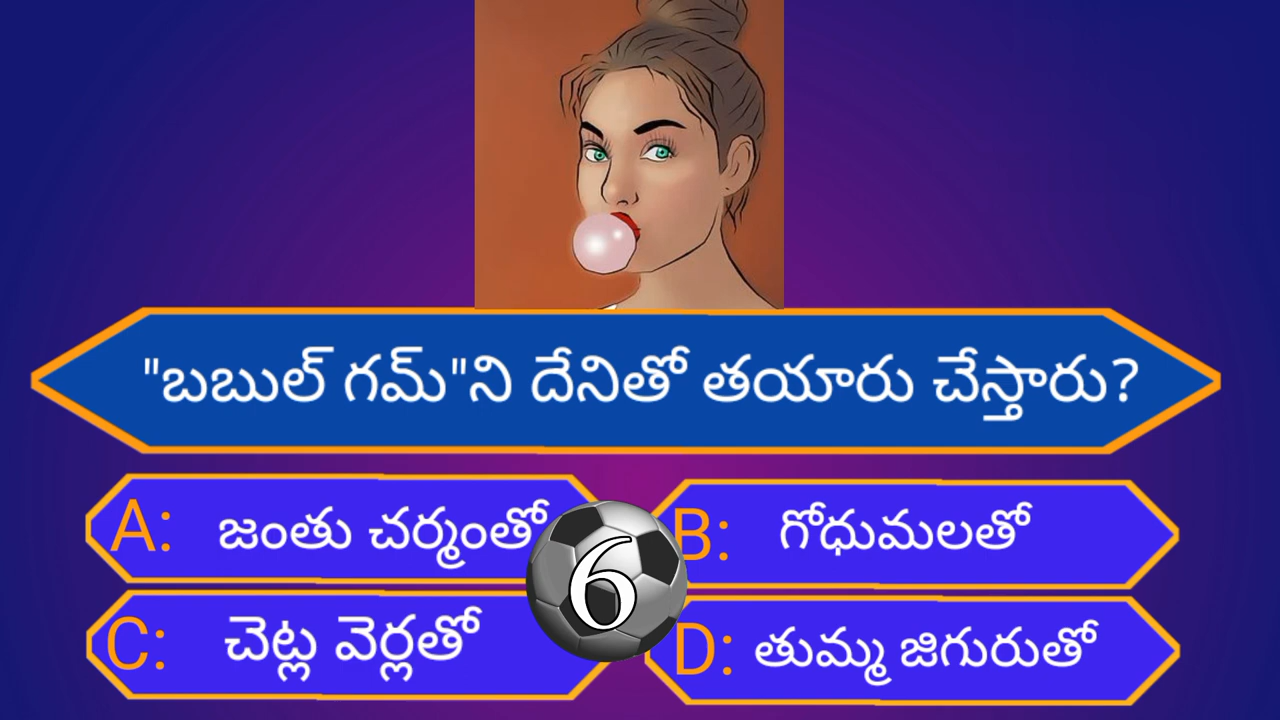 "బబుల్ గమ్"ని దేనితో తయారు చేస్తారు?
A: జంతు చర్మంతో
B: గోధుమలతో
6
C: చెట్ల వెర్లతో
D: తుమ్మ జిగురుతో